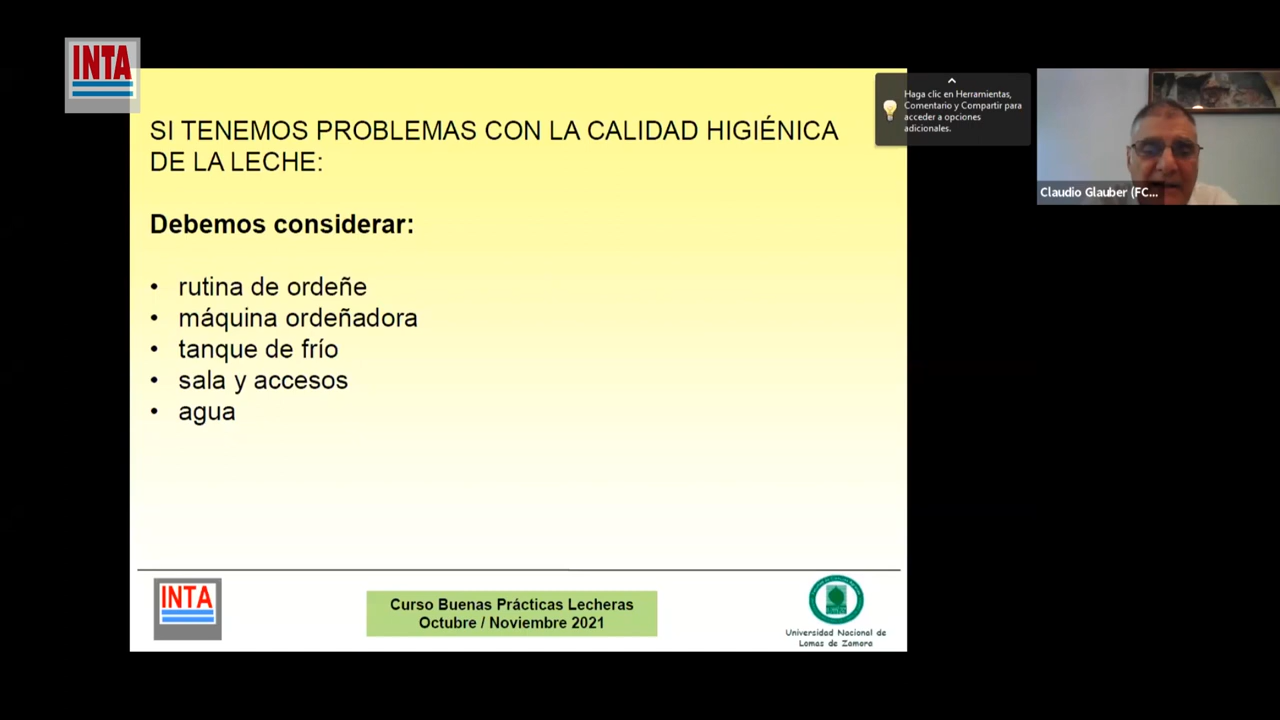 INTA
SI TENEMOS PROBLEMAS CON LA CALIDAD HIGIÉNICA
DE LA LECHE:
Debemos considerar:
• rutina de ordeñe
• máquina ordeñadora
• tanque de frío
• sala y accesos
• agua
INTA
Curso Buenas Prácticas Lecheras
Octubre / Noviembre 2021
Universidad Nacional de
Lomas de Zamora
Haga clic en Herramientas,
Comentario y Compartir para
acceder a opciones
adicionales.
Claudio Glauber (FC...